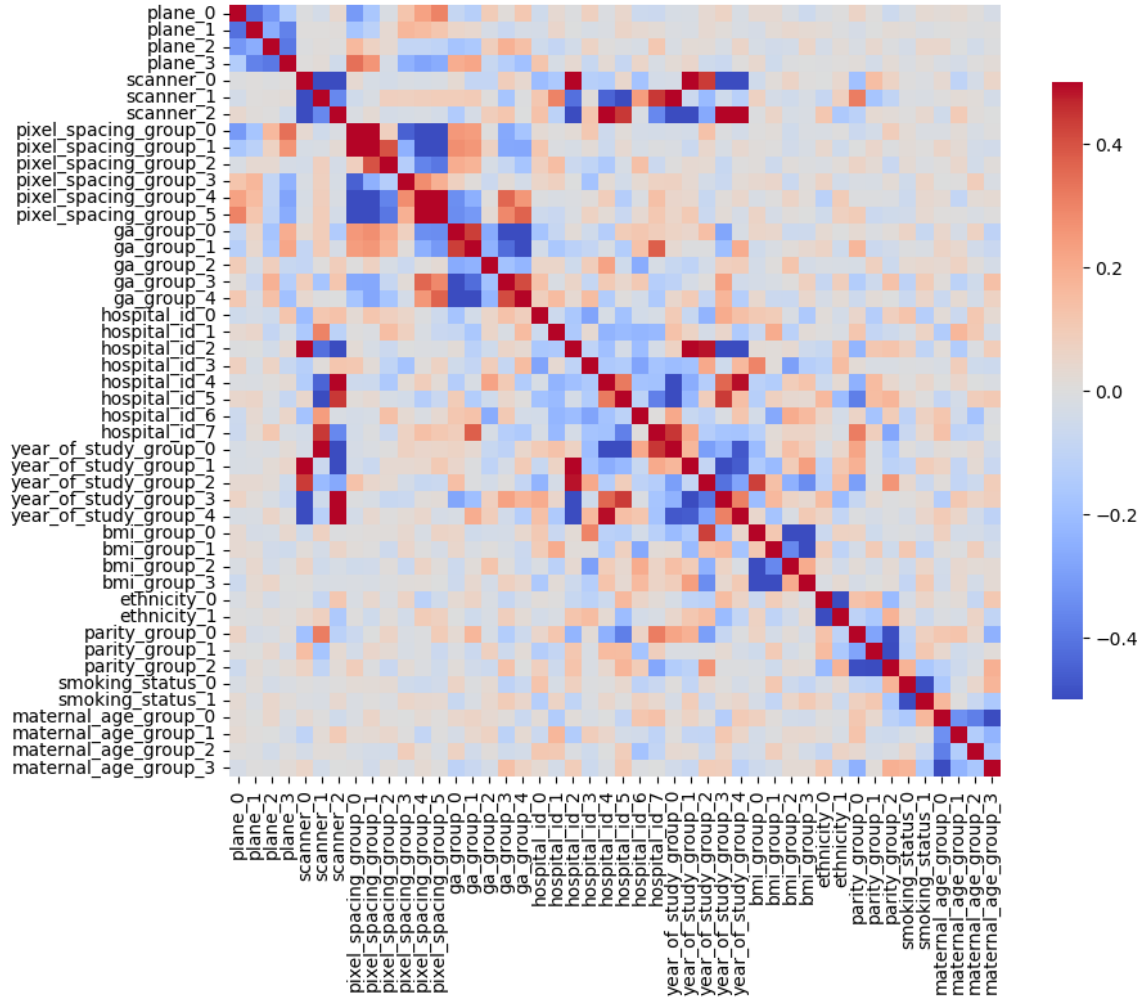 plane_0
plane_1
plane_2
plane_3
scanner_0
scanner_1
scanner_2
pixel_spacing_group_0
pixel_spacing_group_1
pixel_spacing_group_2
pixel_spacing_group_3
pixel_spacing_group_4
pixel_spacing_group_5
ga_group_0
ga_group_1
ga_group_2
ga_group_3
ga_group_4
hospital_id_0
hospital_id_1
hospital_id_2
hospital_id_3
hospital_id_4
hospital_id_5
hospital_id_6
hospital_id_7
year_of_study_group_0
year_of_study_group_1
year_of_study_group_2
year_of_study_group_3
year_of_study_group_4
bmi_group_0
bmi_group_1
bmi_group_2
bmi_group_3
ethnicity_0
ethnicity_1
parity_group_0
parity_group_1
parity_group_2
smoking_status_0
smoking_status_1
maternal_age_group_0
maternal_age_group_1
maternal_age_group_2
maternal_age_group_3
plane_0
plane_1
plane_2
plane_3
scanner_0
scanner_1
scanner_2
pixel_spacing_group_0
pixel_spacing_group_1
pixel_spacing_group_2
pixel_spacing_group_3
pixel_spacing_group_4
pixel_spacing_group_5
ga_group_0
ga_group_1
ga_group_2
ga_group_3
ga_group_4
hospital_id_0
hospital_id_1
hospital_id_2
hospital_id_3
hospital_id_4
hospital_id_5
hospital_id_6
hospital_id_7
year_of_study_group_0
year_of_study_group_1
year_of_study_group_2
year_of_study_group_3
year_of_study_group_4
bmi_group_0
bmi_group_1
bmi_group_2
bmi_group_3
ethnicity_0
ethnicity_1
parity_group_0
parity_group_1
parity_group_2
smoking_status_0
smoking_status_1
maternal_age_group_0
maternal_age_group_1
maternal_age_group_2
maternal_age_group_3
0.4
0.2
0.0
−0.2
−0.4